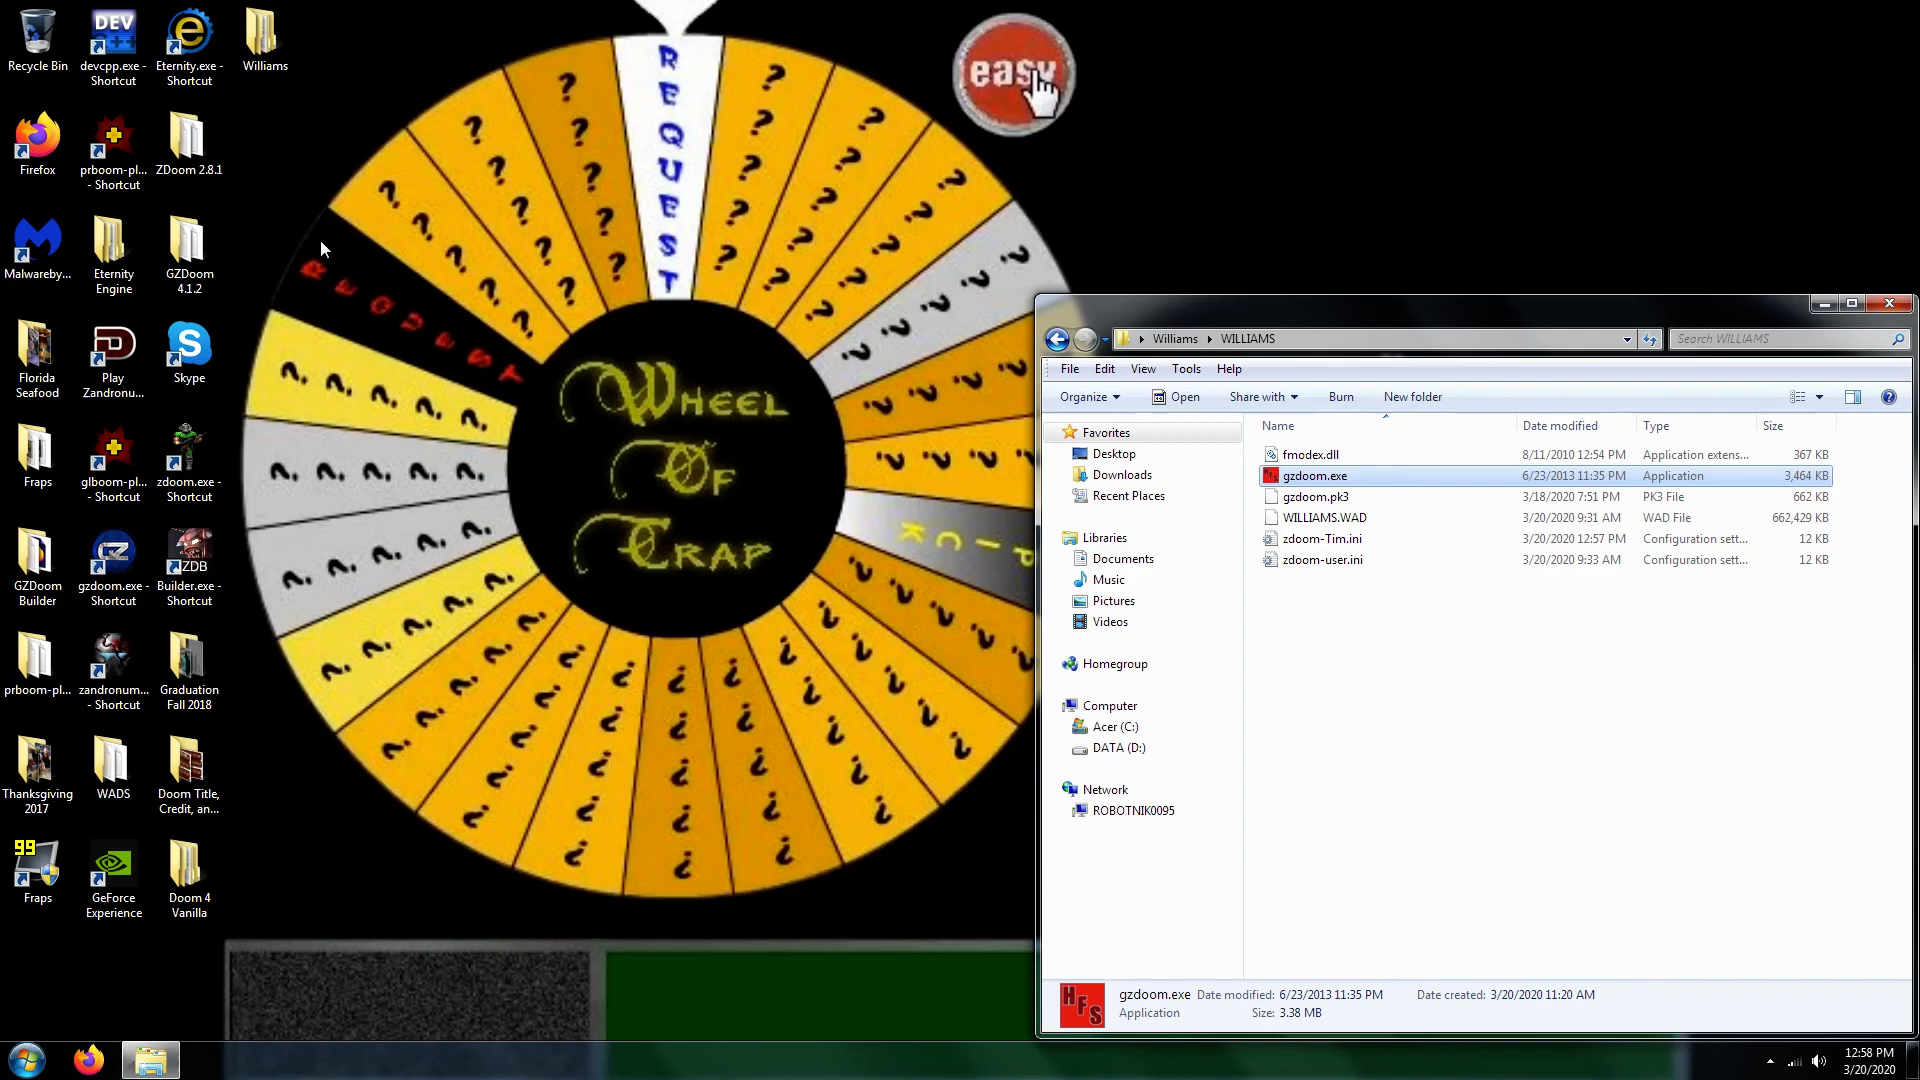 Recycle Bin
DEV
devcpp.exe -
Shortcut
Eternity.exe -
Shortcut
Williams
Firefox
prboom-pl...
- Shortcut
ZDoom 2.8.1
Malwareby...
Eternity
Engine
GZDoom
4.1.2
Florida
Seafood
Play
Zandronu...
Skype
Fraps
glboom-pl...
- Shortcut
zdoom.exe -
Shortcut
GZDoom
Builder
gzdoom.exe -
Shortcut
ZDB
Builder.exe -
Shortcut
prboom-pl...
zandronum...
- Shortcut
Graduation
Fall 2018
Thanksgiving
2017
WADS
Doom Title,
Credit, an...
99
Fraps
GeForce
Experience
Doom 4
Vanilla
REQUEST
? ? ? ? ?
REQUEST
easy
PICK
Wheel
Of
Crap
Williams
WILLIAMS
Search WILLIAMS
File Edit View Tools Help
Organize Open Share with Burn New folder
Favorites
Desktop
Downloads
Recent Places
Libraries
Documents
Music
Pictures
Videos
Homegroup
Computer
Acer (C:)
DATA (D:)
Network
ROBOTNIK0095
Name Date modified Type Size
fmodex.dll 8/11/2010 12:54 PM Application extens... 367 KB
gzdoom.exe 6/23/2013 11:35 PM Application 3,464 KB
gzdoom.pk3 3/18/2020 7:51 PM PK3 File 662 KB
WILLIAMS.WAD 3/20/2020 9:31 AM WAD File 662,429 KB
zdoom-Tim.ini 3/20/2020 12:57 PM Configuration sett... 12 KB
zdoom-user.ini 3/20/2020 9:33 AM Configuration sett... 12 KB
HFS
gzdoom.exe Date modified: 6/23/2013 11:35 PM Date created: 3/20/2020 11:20 AM
Application Size: 3.38 MB
12:58 PM
3/20/2020